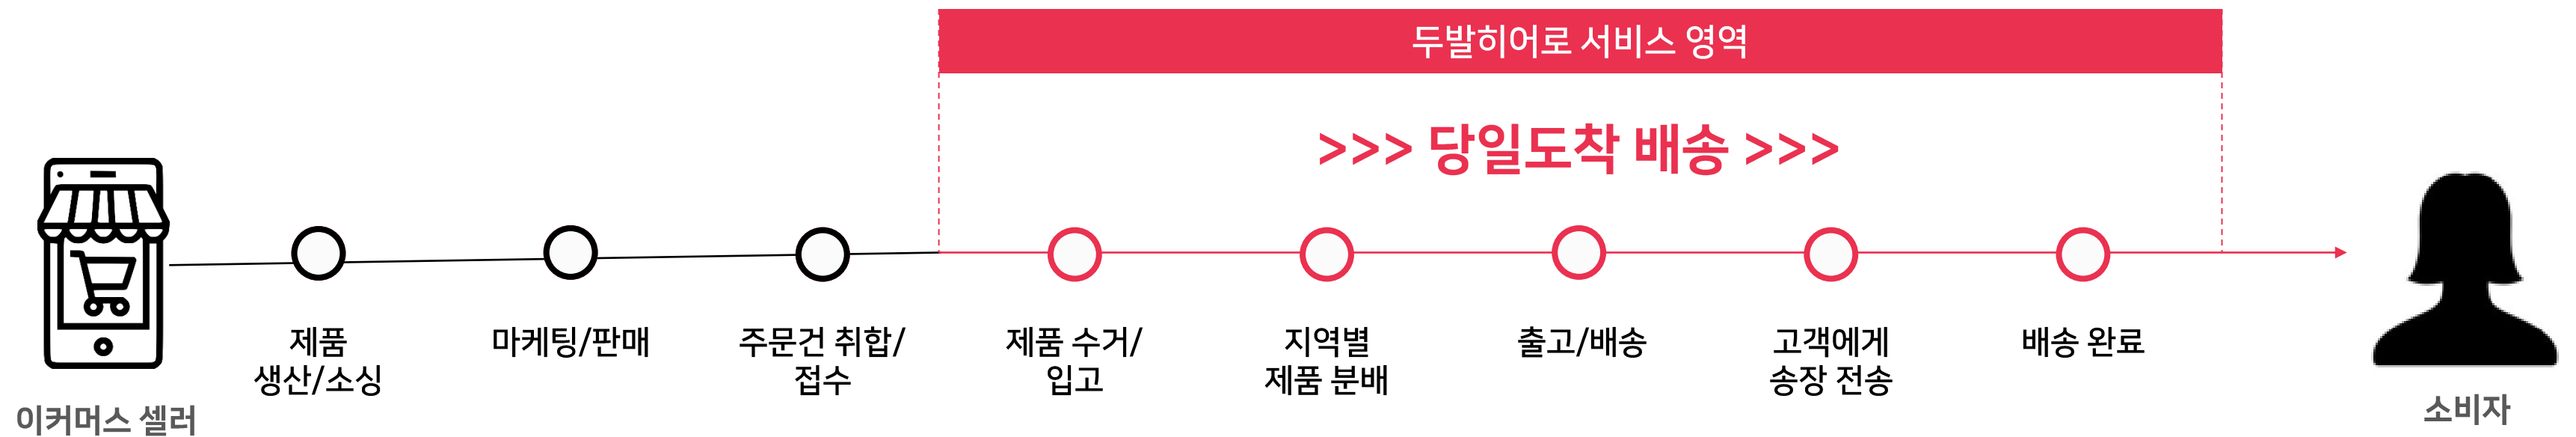 두발히어로 서비스 영역
>>> 당일도착 배송 >>>
제품
생산/소싱
마케팅/판매
주문건 취합/
접수
제품 수거/
입고
지역별
제품 분배
출고/배송
고객에게
송장 전송
배송 완료
이커머스 셀러
소비자